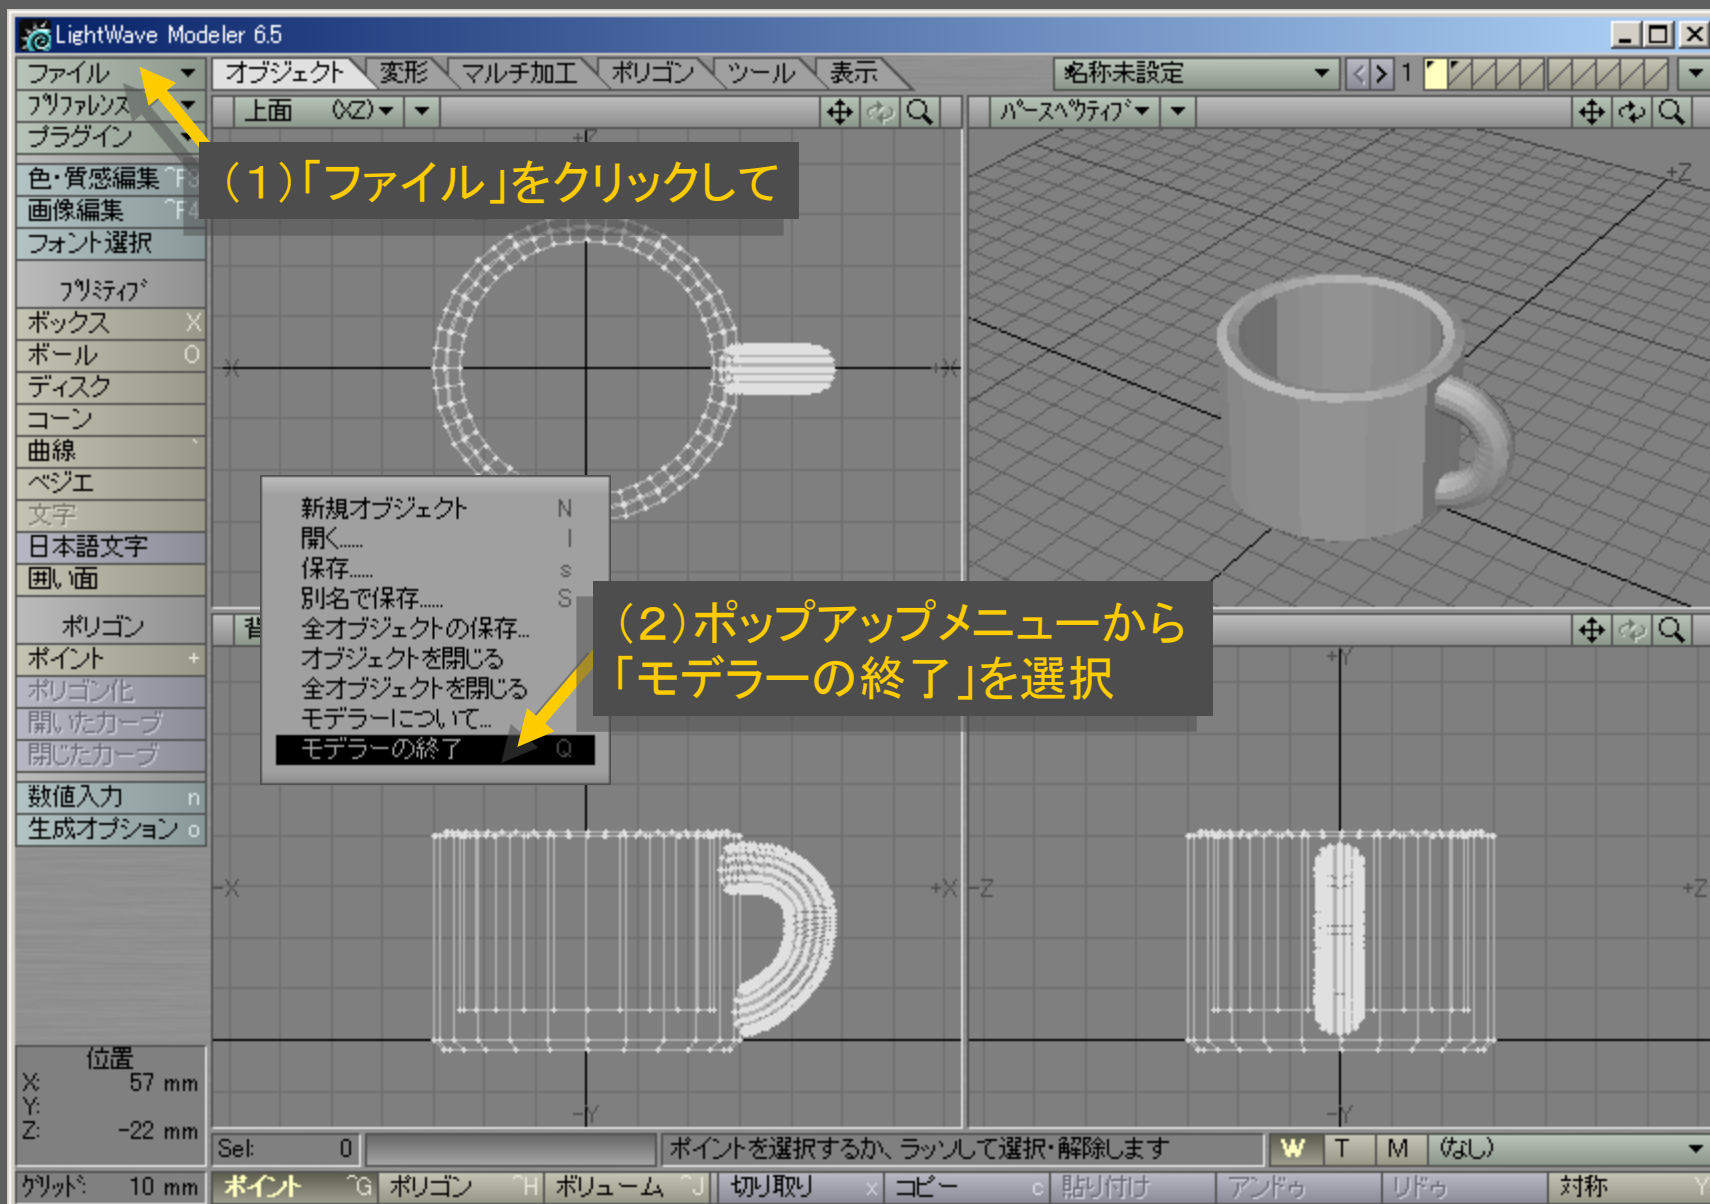 LightWave Modeler 6.5
ファイル
オブジェクト 変形 マルチ加工 ポリゴン ツール 表示
名称未設定
< > 1
プリファレンス
上面 (XZ)
パースペクティブ
プラグイン
(1)「ファイル」をクリックして
色・質感編集 ^F3
画像編集 ^F4
フォント選択
プリミティブ
ボックス X
ボール O
ディスク
コーン
曲線 `
ベジエ
文字
日本語文字
囲い面
ポリゴン
ポイント +
ポリゴン化
開いたカーブ
閉じたカーブ
数値入力 n
生成オプション o
+Z
-X
+X
+Z
新規オブジェクト N
開く..... l
保存..... s
別名で保存..... S
全オブジェクトの保存...
オブジェクトを閉じる
全オブジェクトを閉じる
モデラーについて...
モデラーの終了 Q
(2)ポップアップメニューから
「モデラーの終了」を選択
背
+Y
-X
+X
-Z
+Z
-Y
-Y
位置
X: 57 mm
Y:
Z: -22 mm
Sel: 0
ポイントを選択するか、ラッソして選択・解除します
W T M (なし)
グリッド: 10 mm
ポイント ^G ポリゴン ^H ボリューム ^J 切り取り x コピー c 貼り付け アンドゥ リドゥ 対称 Y